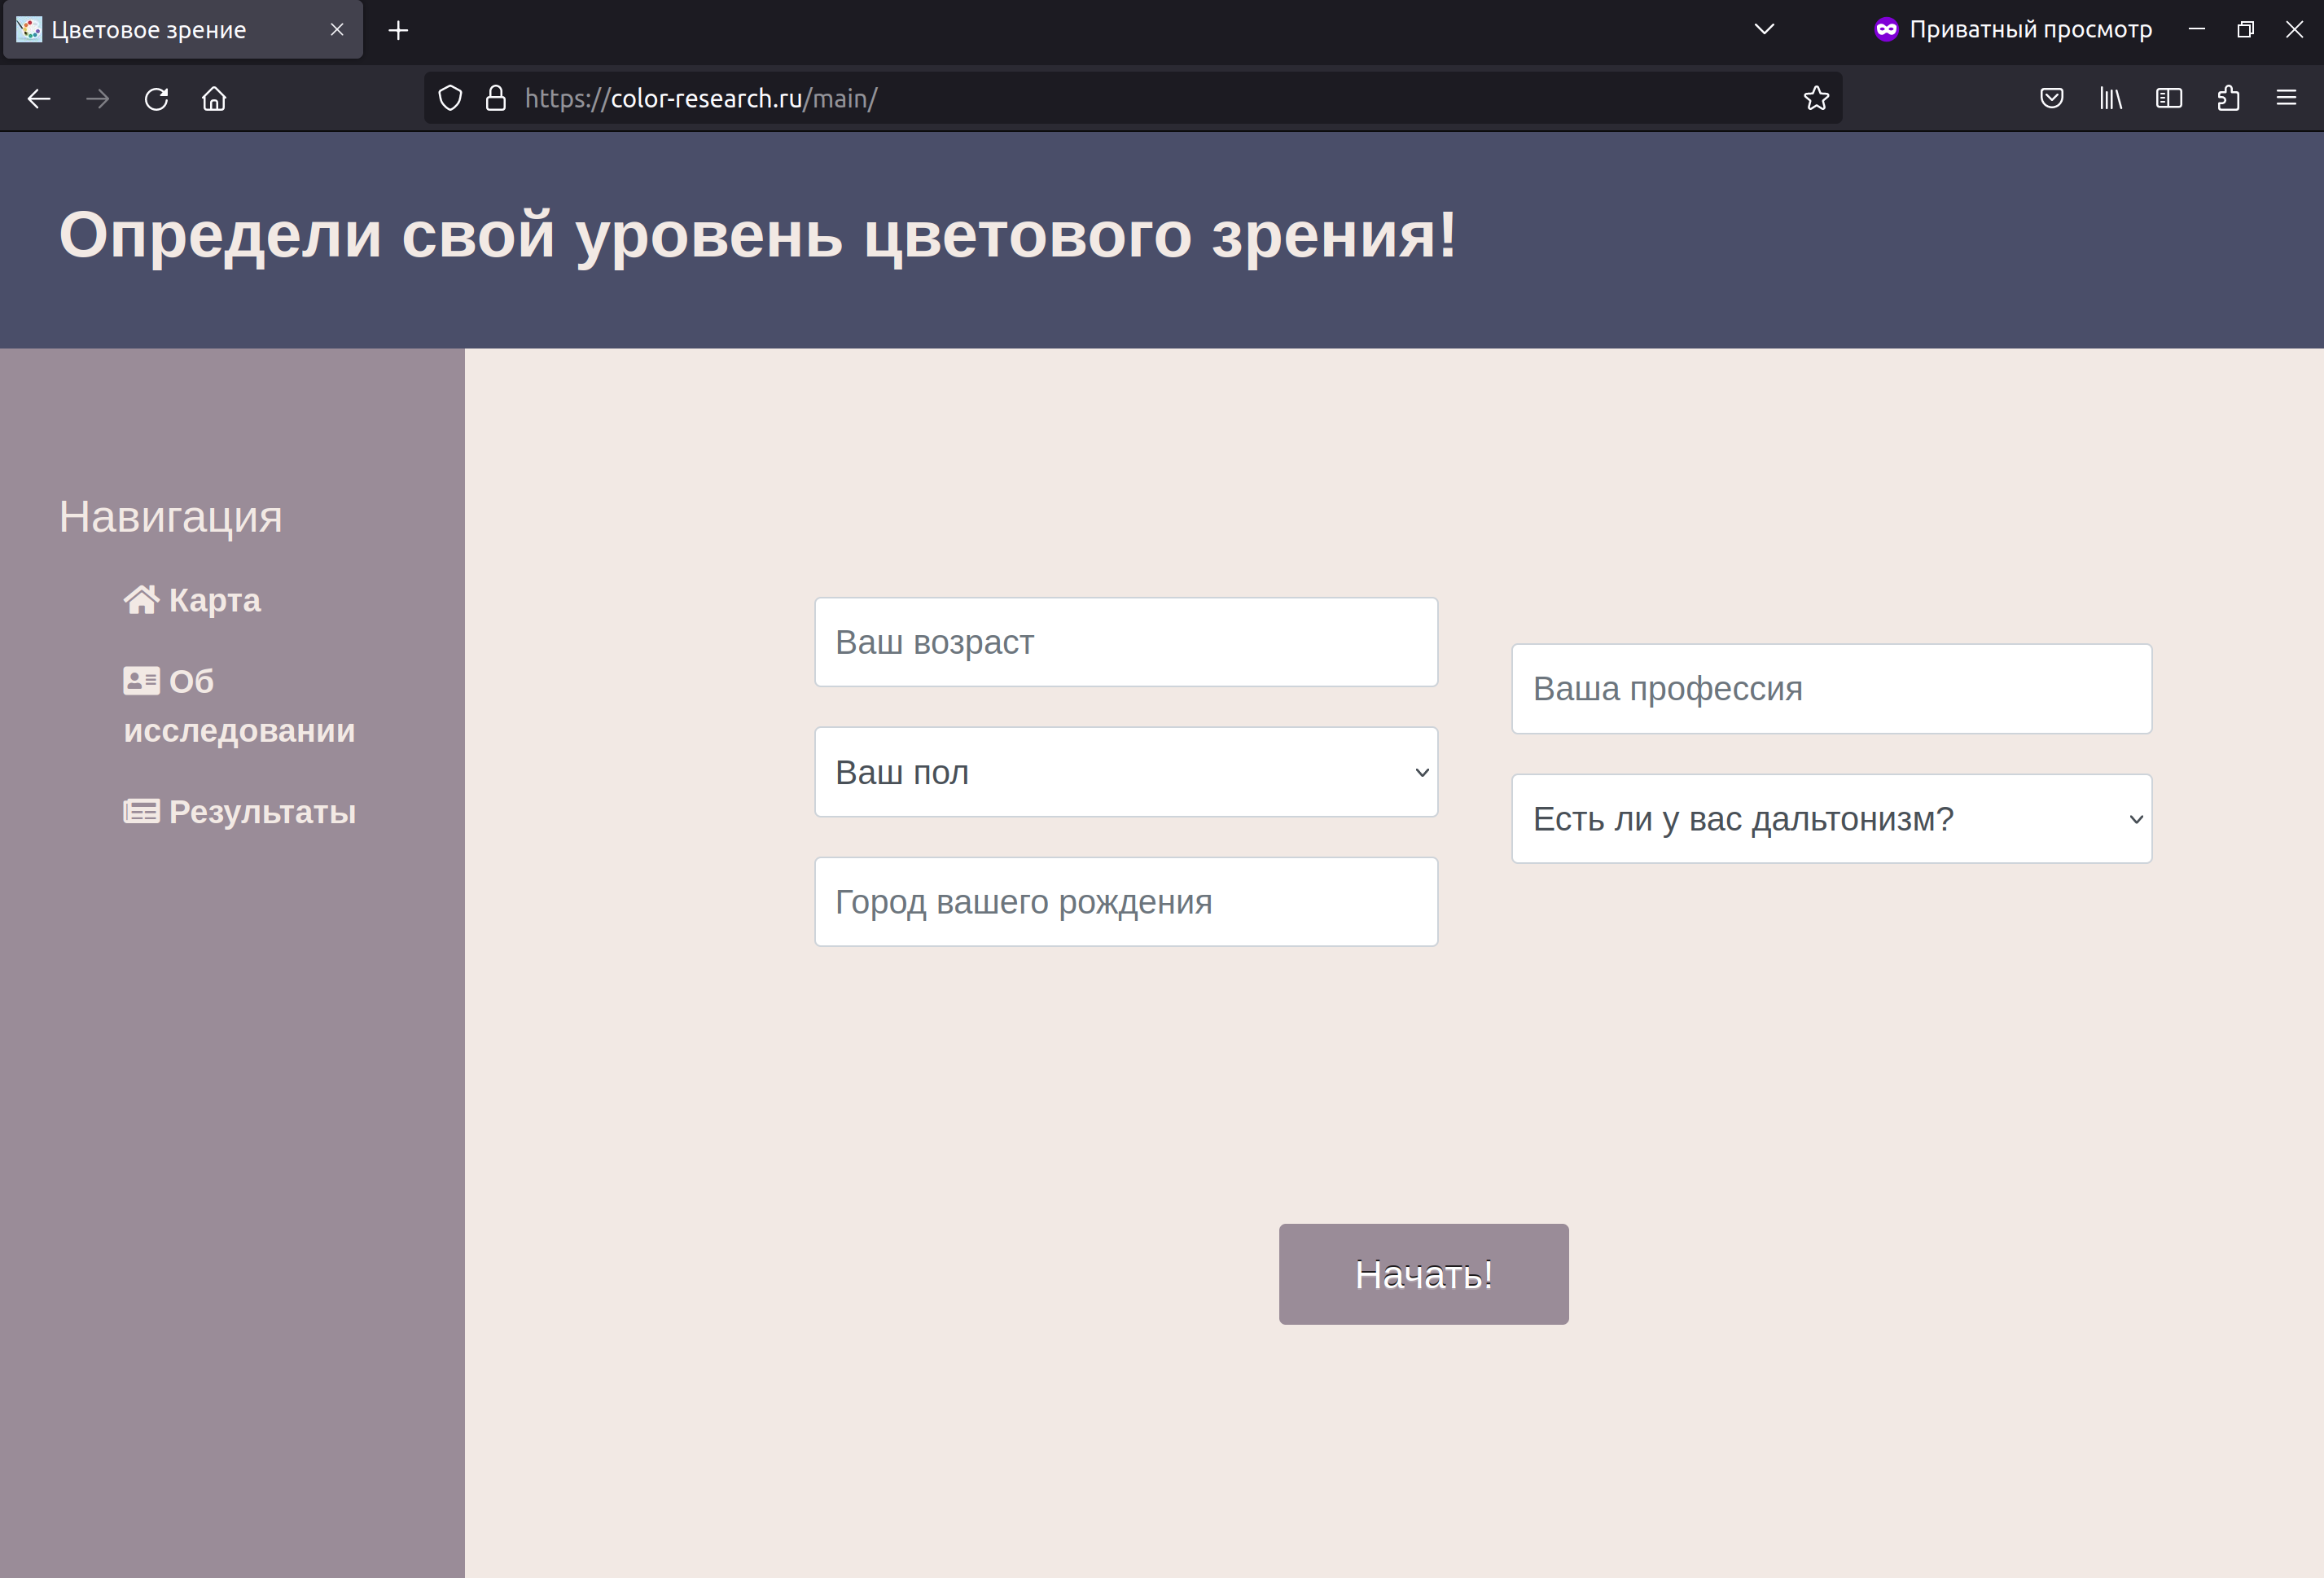 Цветовое зрение
Приватный просмотр
https://color-research.ru/main/
Определи свой уровень цветового зрения!
Навигация
Карта
Об
исследовании
Результаты
Ваш возраст
Ваш пол
Город вашего рождения
Ваша профессия
Есть ли у вас дальтонизм?
Начать!